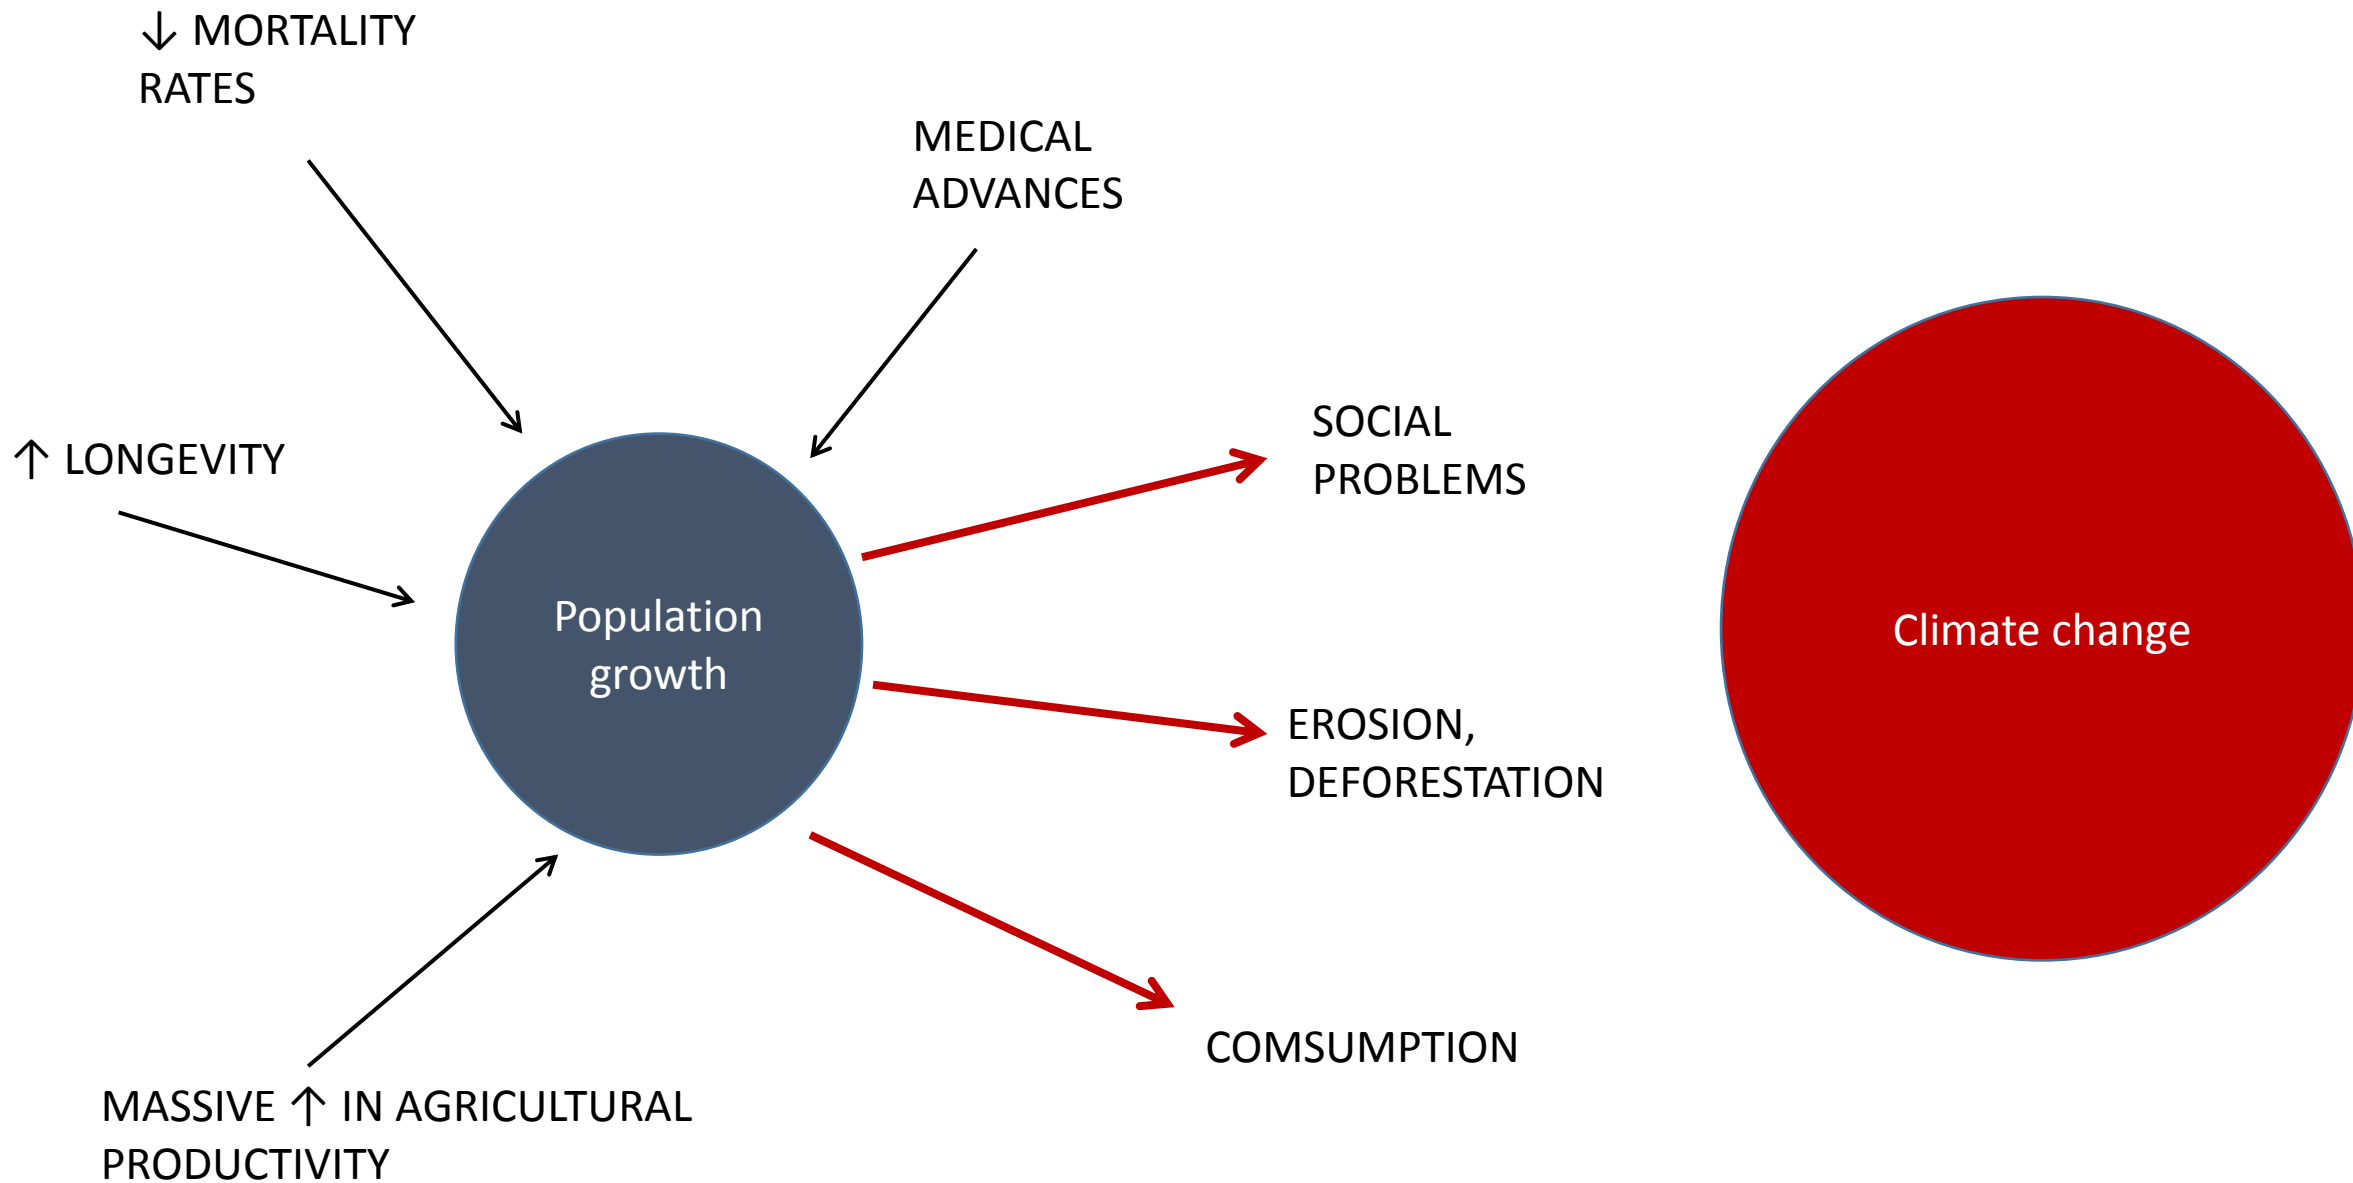 ↓ MORTALITY
RATES
MEDICAL
ADVANCES
↑ LONGEVITY
SOCIAL
PROBLEMS
Population
growth
Climate change
EROSION,
DEFORESTATION
COMSUMPTION
MASSIVE ↑ IN AGRICULTURAL
PRODUCTIVITY